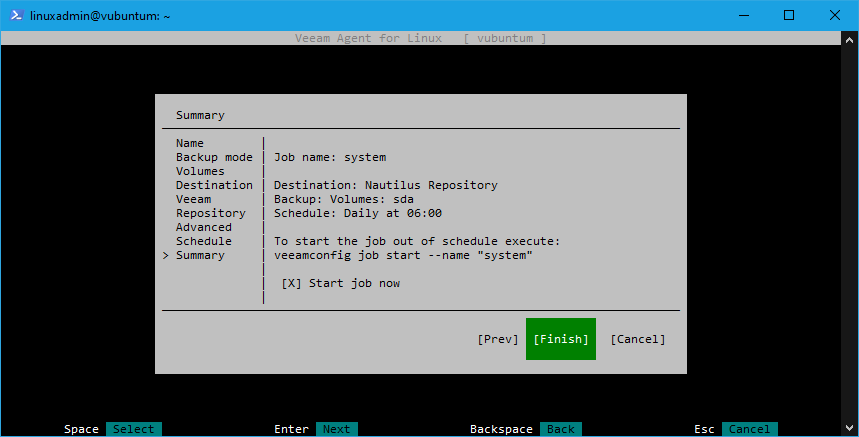 linuxadmin@vubuntum: ~
Veeam Agent for Linux [ vubuntum ]
Summary
Name
Backup mode Job name: system
Volumes
Destination Destination: Nautilus Repository
Veeam Backup: Volumes: sda
Repository Schedule: Daily at 06:00
Advanced
Schedule To start the job out of schedule execute:
> Summary veeamconfig job start --name "system"
[X] Start job now
[Prev] [Finish] [Cancel]
Space Select Enter Next Backspace Back Esc Cancel